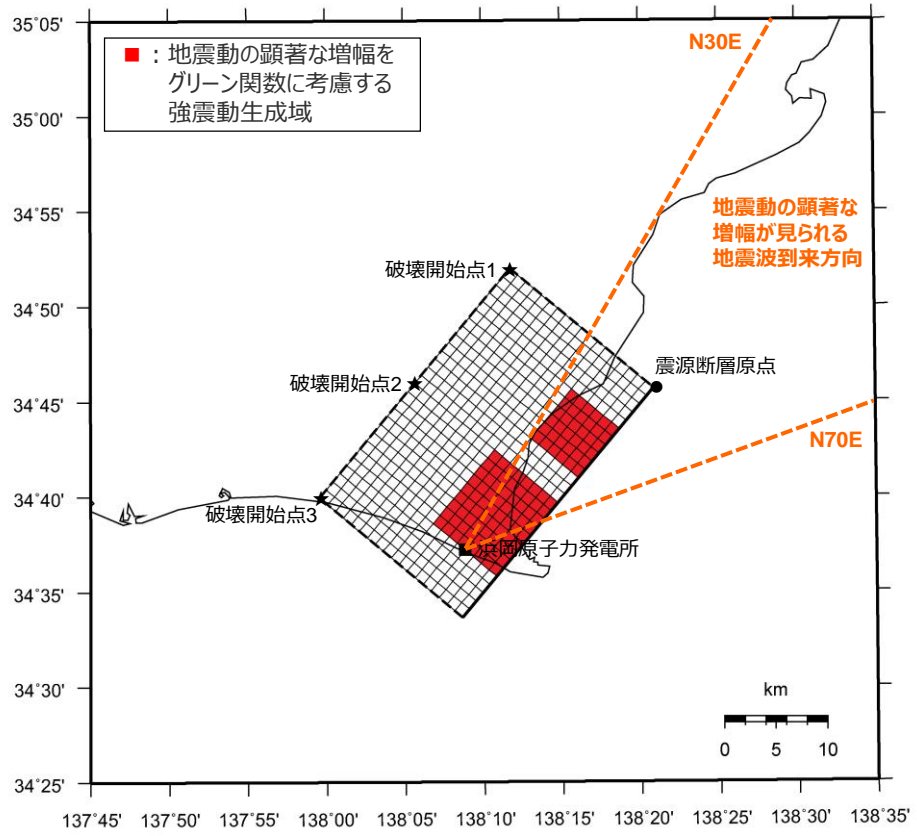 35°05'
35°00'
34°55'
34°50'
34°45'
34°40'
34°35'
34°30'
34°25'
■ : 地震動の顕著な増幅を
グリーン関数に考慮する
強震動生成域
N30E
地震動の顕著な
増幅が見られる
地震波到来方向
破壊開始点1
震源断層原点
破壊開始点2
N70E
破壊開始点3
浜岡原子力発電所
km
0 5 10
137°45' 137°50' 137°55' 138°00' 138°05' 138°10' 138°15' 138°20' 138°25' 138°30' 138°35'